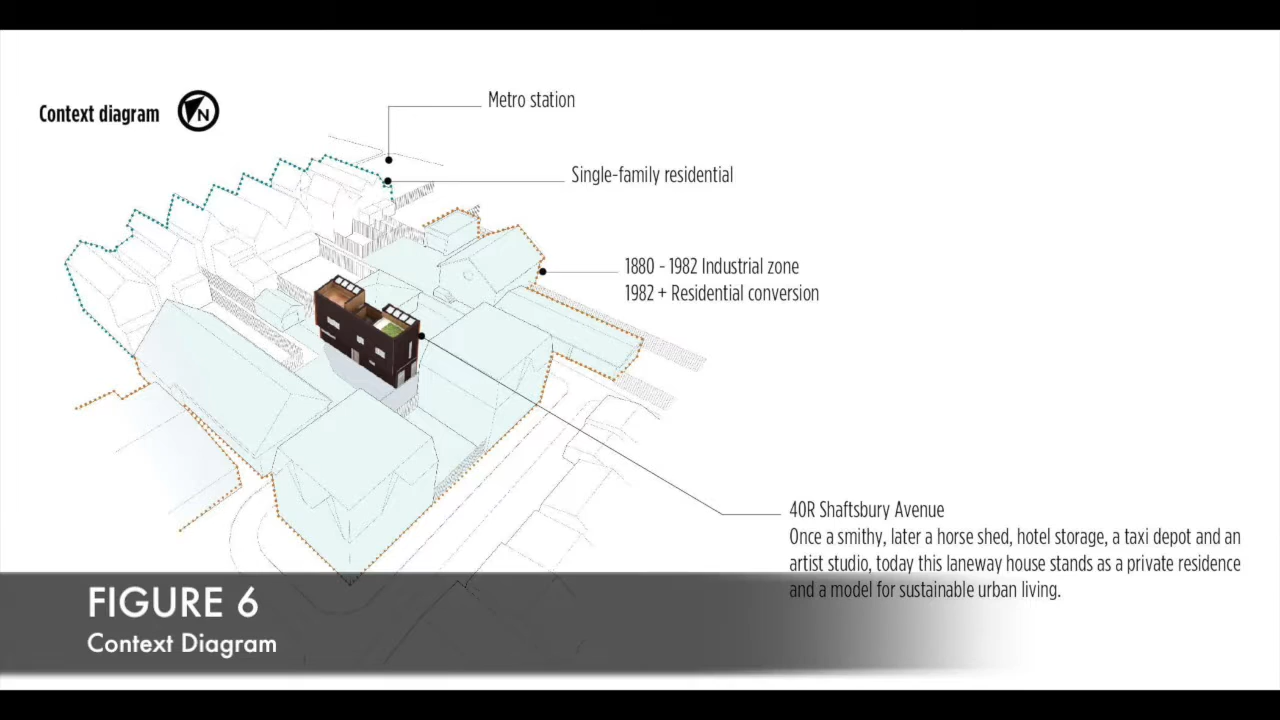 Context diagram
N
Metro station
Single-family residential
1880 - 1982 Industrial zone
1982 + Residential conversion
40R Shaftsbury Avenue
Once a smithy, later a horse shed, hotel storage, a taxi depot and an
artist studio, today this laneway house stands as a private residence
and a model for sustainable urban living.
FIGURE 6
Context Diagram